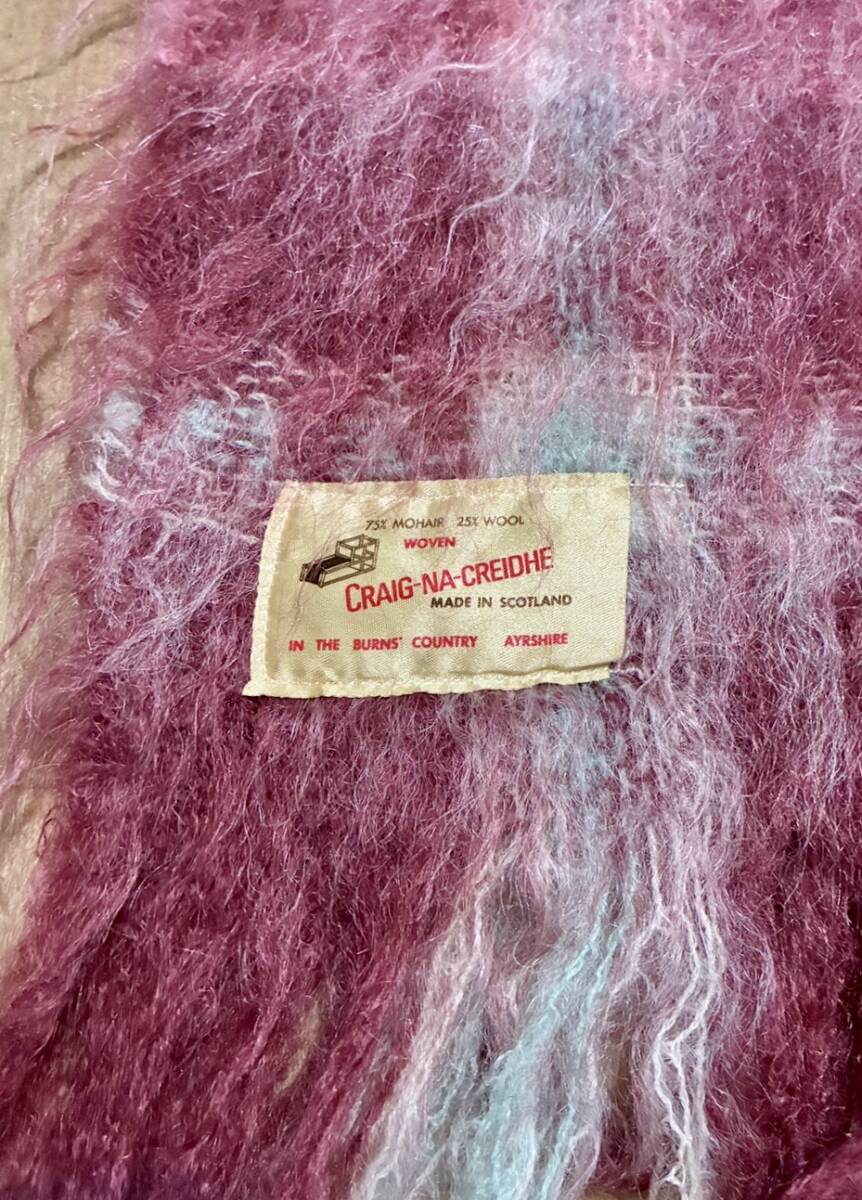 75% MOHAIR 25% WOOL
WOVEN
CRAIG-NA-CREIDHE
MADE IN SCOTLAND
IN THE BURNS' COUNTRY AYRSHIRE